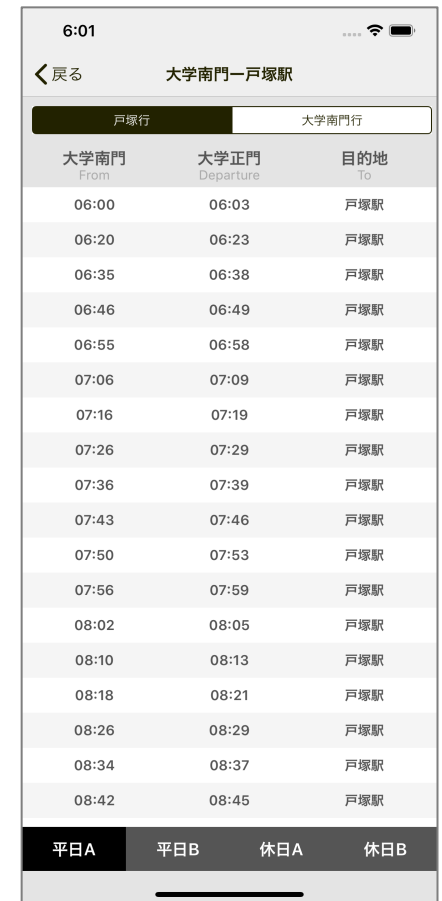 6:01
戻る 大学南門ー戸塚駅
戸塚行 大学南門行
大学南門 大学正門 目的地
From Departure To
06:00 06:03 戸塚駅
06:20 06:23 戸塚駅
06:35 06:38 戸塚駅
06:46 06:49 戸塚駅
06:55 06:58 戸塚駅
07:06 07:09 戸塚駅
07:16 07:19 戸塚駅
07:26 07:29 戸塚駅
07:36 07:39 戸塚駅
07:43 07:46 戸塚駅
07:50 07:53 戸塚駅
07:56 07:59 戸塚駅
08:02 08:05 戸塚駅
08:10 08:13 戸塚駅
08:18 08:21 戸塚駅
08:26 08:29 戸塚駅
08:34 08:37 戸塚駅
08:42 08:45 戸塚駅
平日A 平日B 休日A 休日B